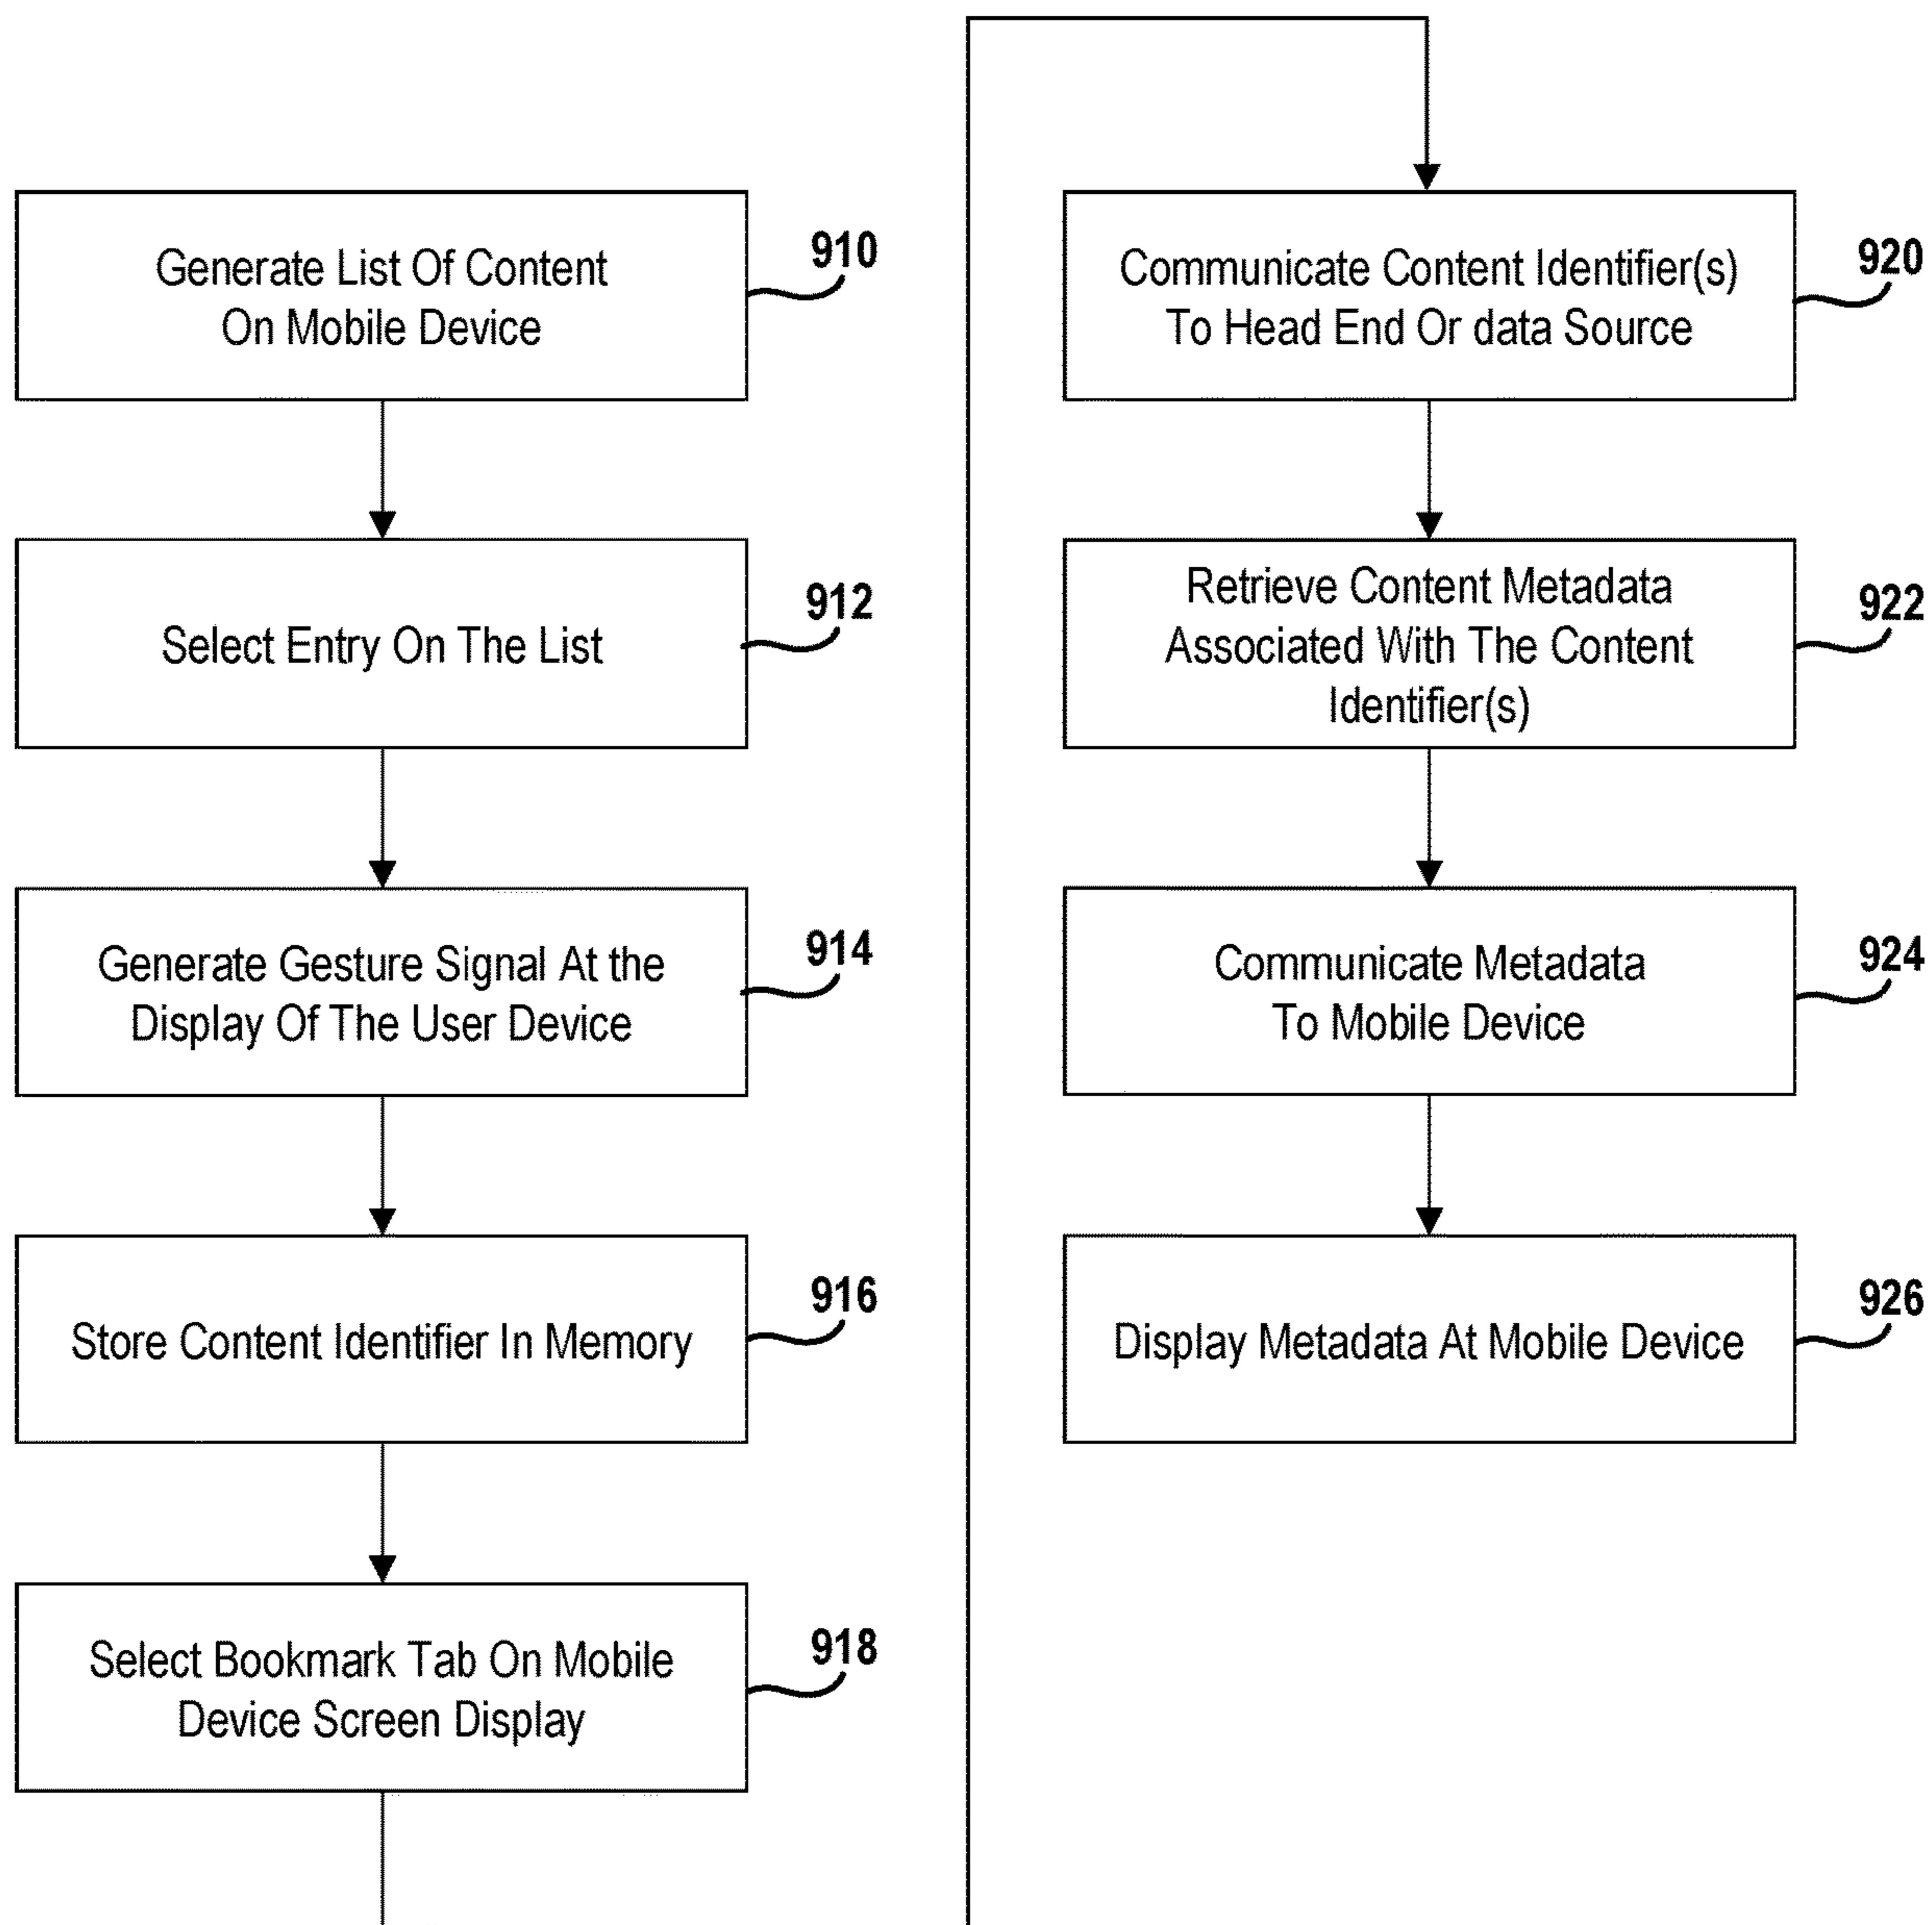 Generate List Of Content
On Mobile Device
910
Select Entry On The List
912
Generate Gesture Signal At the
Display Of The User Device
914
Store Content Identifier In Memory
916
Select Bookmark Tab On Mobile
Device Screen Display
918
Communicate Content Identifier(s)
To Head End Or data Source
920
Retrieve Content Metadata
Associated With The Content
Identifier(s)
922
Communicate Metadata
To Mobile Device
924
Display Metadata At Mobile Device
926